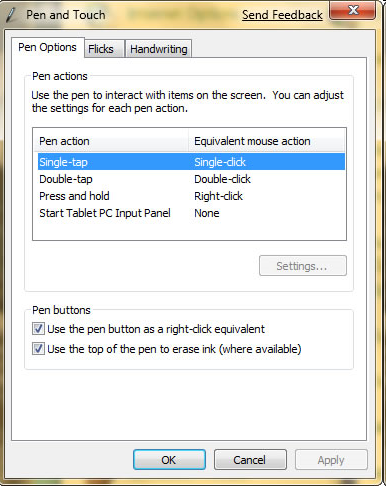 Pen and Touch Send Feedback
Pen Options Flicks Handwriting
Pen actions
Use the pen to interact with items on the screen. You can adjust
the settings for each pen action.
Pen action Equivalent mouse action
Single-tap Single-click
Double-tap Double-click
Press and hold Right-click
Start Tablet PC Input Panel None
Settings...
Pen buttons
Use the pen button as a right-click equivalent
Use the top of the pen to erase ink (where available)
OK Cancel Apply